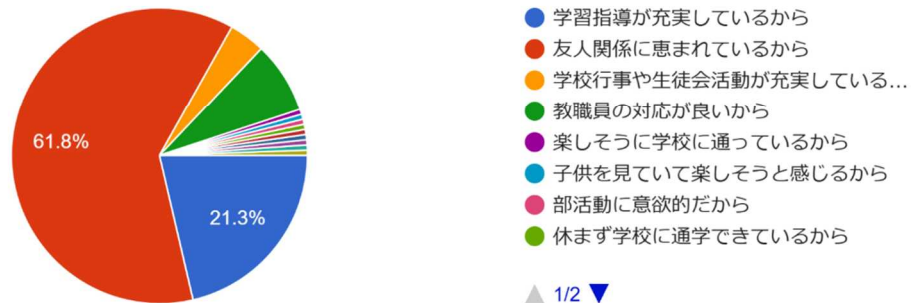 61.8%
21.3%
学習指導が充実しているから
友人関係に恵まれているから
学校行事や生徒会活動が充実している…
教職員の対応が良いから
楽しそうに学校に通っているから
子供を見ていて楽しそうと感じるから
部活動に意欲的だから
休まず学校に通学できているから
1/2